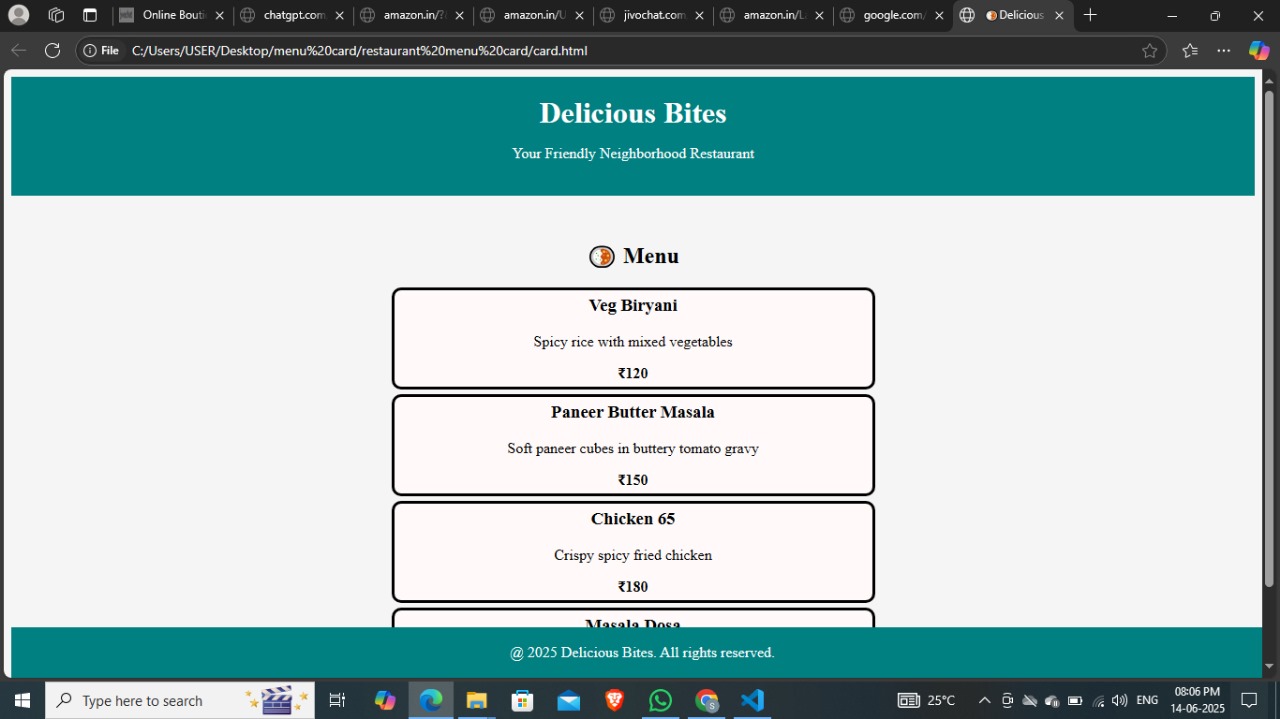 Online Bouti
chatgpt.com
amazon.in/?
amazon.in/U
jivochat.com
amazon.in/L
google.com/
Delicious
File
C:/Users/USER/Desktop/menu%20card/restaurant%20menu%20card/card.html
Delicious Bites
Your Friendly Neighborhood Restaurant
Menu
Veg Biryani
Spicy rice with mixed vegetables
₹120
Paneer Butter Masala
Soft paneer cubes in buttery tomato gravy
₹150
Chicken 65
Crispy spicy fried chicken
₹180
Masala Dosa
@ 2025 Delicious Bites. All rights reserved.
Type here to search
25°C
ENG
08:06 PM
14-06-2025